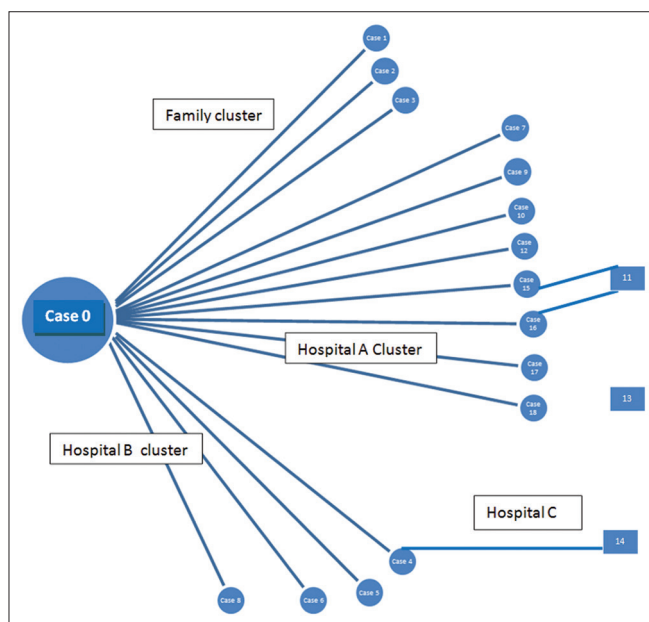 Case 1
Case 2
Case 3
Family cluster
Case 7
Case 9
Case
10
Case
12
Case
15
11
Case 0
Case
16
Hospital A Cluster
Case
17
Case
18
13
Hospital B cluster
Hospital C
14
Case 4
Case 5
Case 6
Case 8